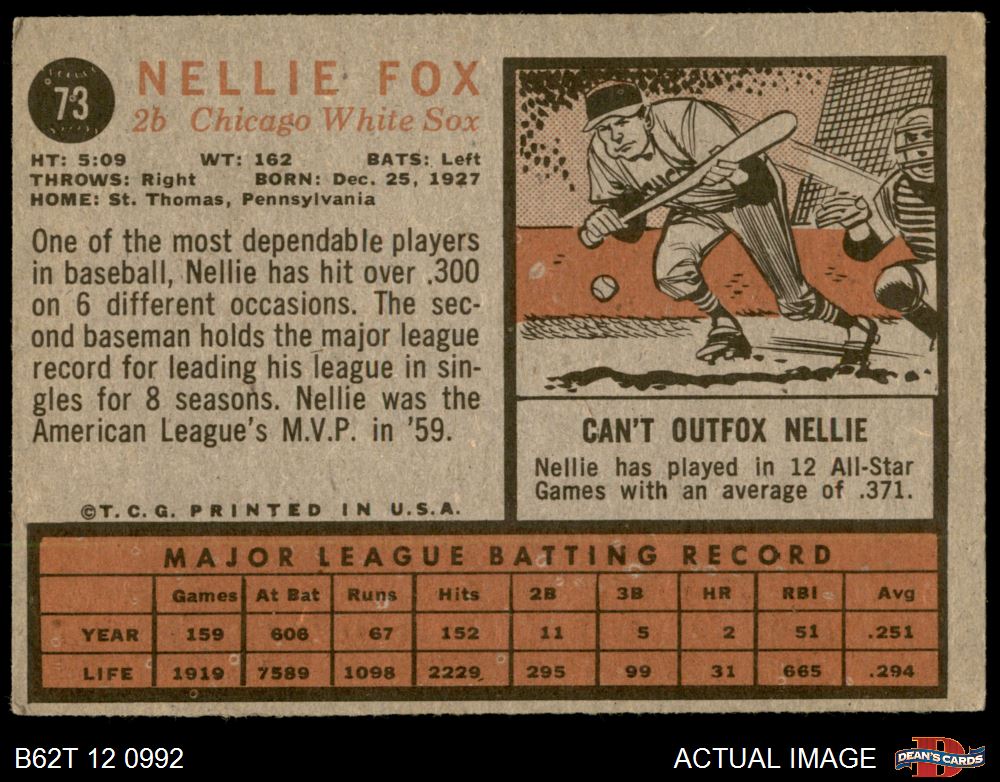 73
NELLIE FOX
2b Chicago White Sox
HT: 5:09 WT: 162 BATS: Left
THROWS: Right BORN: Dec. 25, 1927
HOME: St. Thomas, Pennsylvania
One of the most dependable players
in baseball, Nellie has hit over .300
on 6 different occasions. The sec-
ond baseman holds the major league
record for leading his league in sin-
gles for 8 seasons. Nellie was the
American League's M.V.P. in '59.
©T.C.G. PRINTED IN U.S.A.
CAN'T OUTFOX NELLIE
Nellie has played in 12 All-Star
Games with an average of .371.
MAJOR LEAGUE BATTING RECORD
Games At Bat Runs Hits 2B 3B HR RBI Avg
YEAR 159 606 67 152 11 5 2 51 .251
LIFE 1919 7589 1098 2229 295 99 31 665 .294
B62T 12 0992
ACTUAL IMAGE
D
DEAN'S CARDS